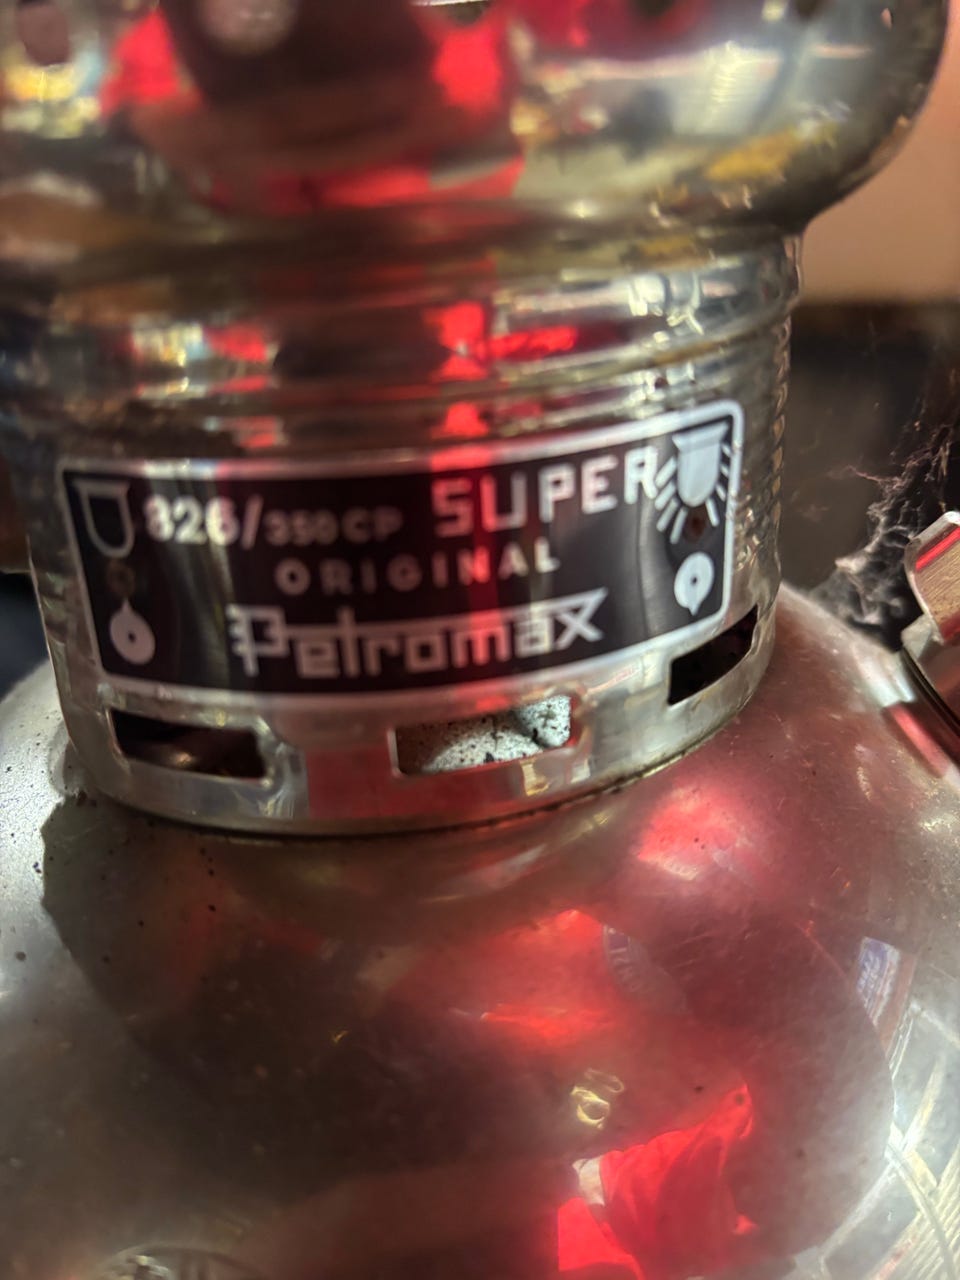 826/350CP SUPER
ORIGINAL
Petromax